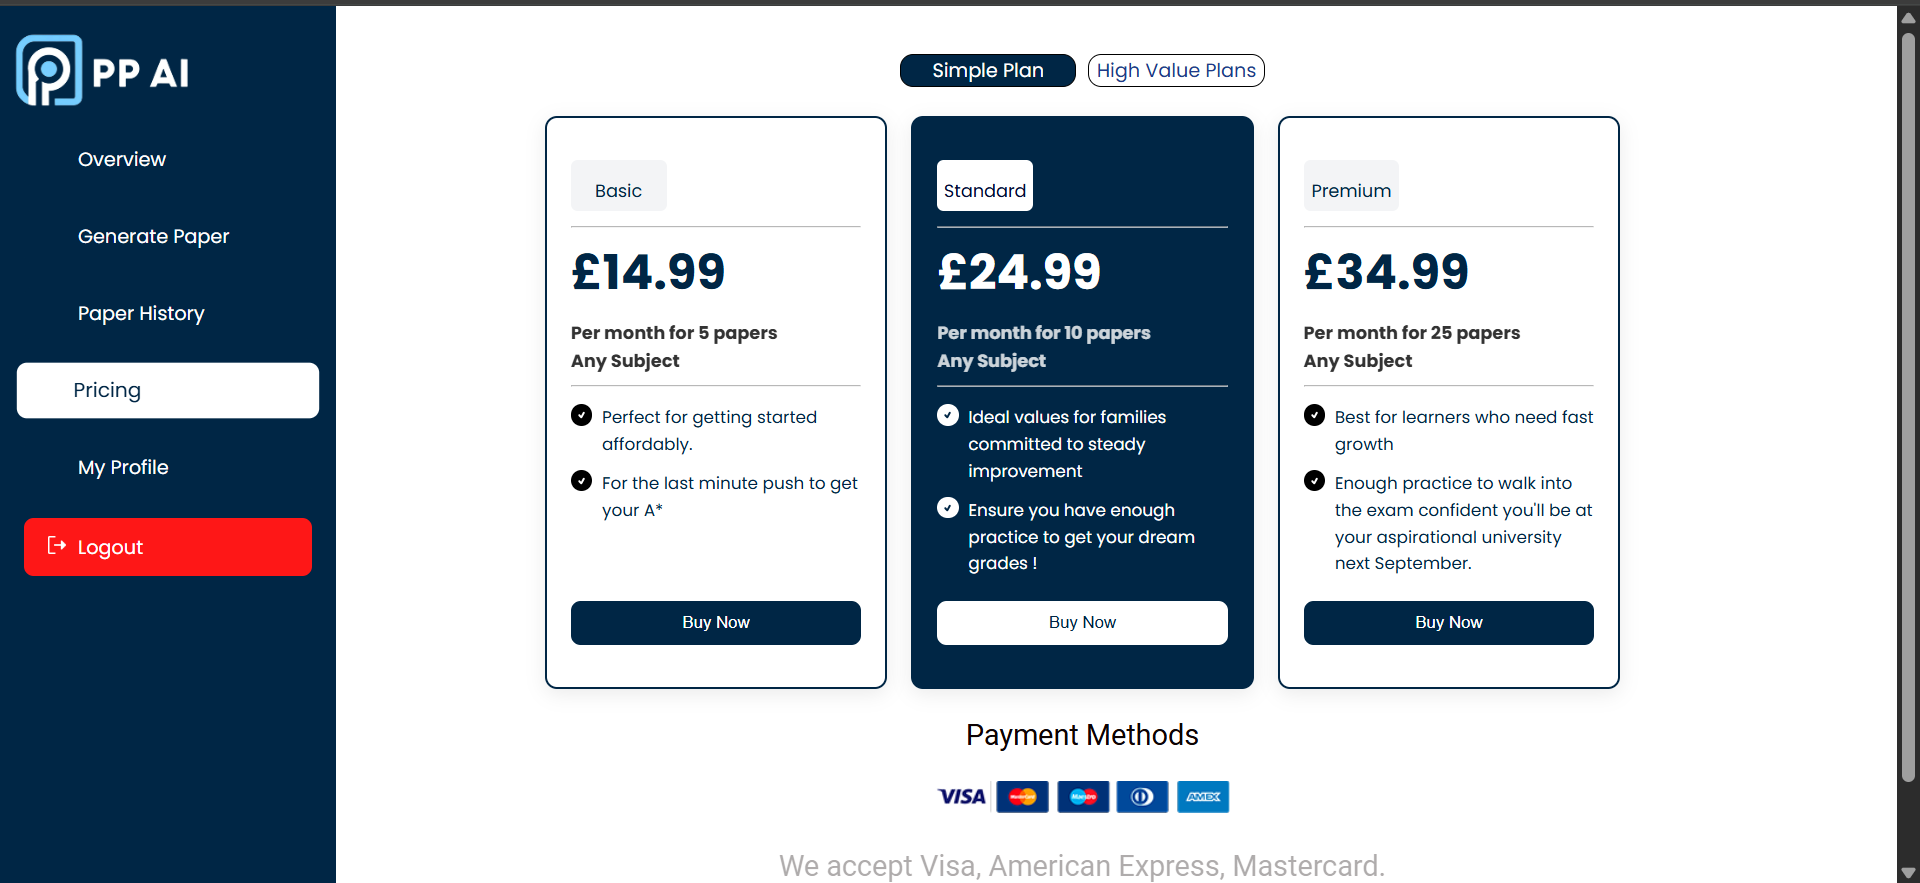 PP AI
Overview
Generate Paper
Paper History
Pricing
My Profile
Logout
Simple Plan
High Value Plans
Basic
£14.99
Per month for 5 papers
Any Subject
Perfect for getting started
affordably.
For the last minute push to get
your A*
Buy Now
Standard
£24.99
Per month for 10 papers
Any Subject
Ideal values for families
committed to steady
improvement
Ensure you have enough
practice to get your dream
grades !
Buy Now
Premium
£34.99
Per month for 25 papers
Any Subject
Best for learners who need fast
growth
Enough practice to walk into
the exam confident you'll be at
your aspirational university
next September.
Buy Now
Payment Methods
VISA
MasterCard
Maestro
AMEX
We accept Visa, American Express, Mastercard.